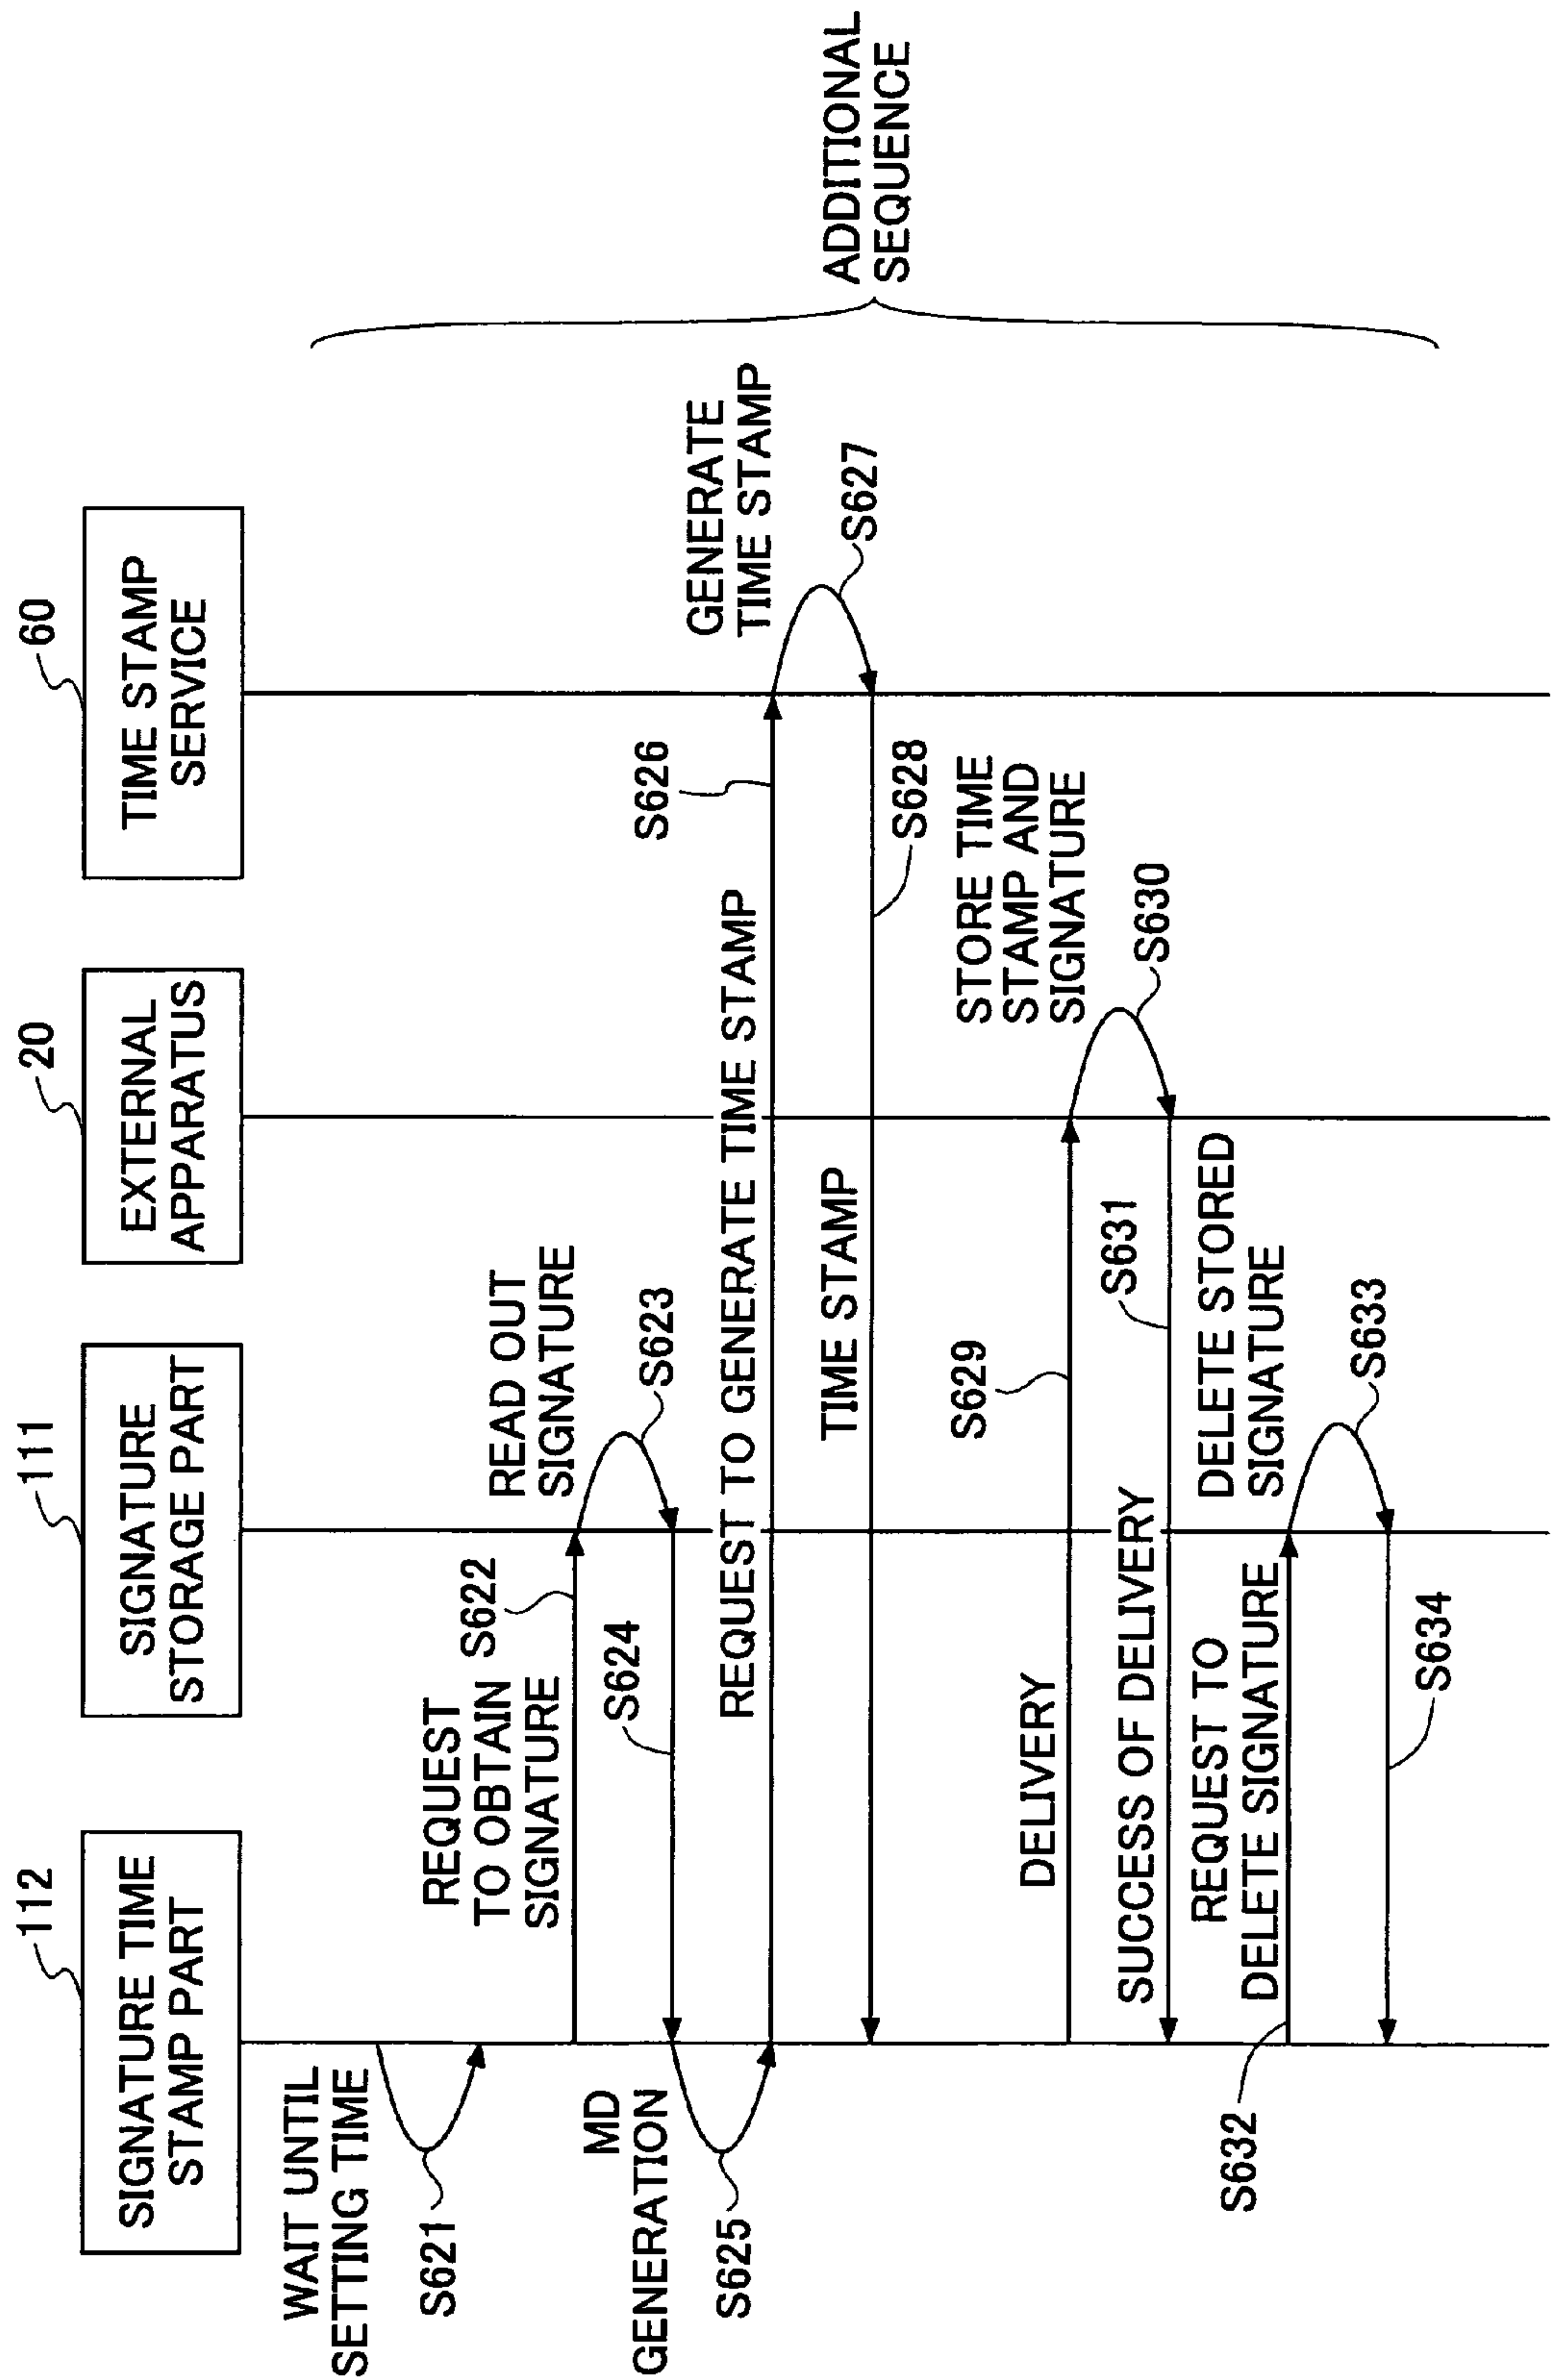 112
SIGNATURE TIME
STAMP PART
111
SIGNATURE
STORAGE PART
20
EXTERNAL
APPARATUS
60
TIME STAMP
SERVICE
WAIT UNTIL
SETTING TIME
S621
REQUEST
TO OBTAIN
SIGNATURE
S622
READ OUT
SIGNATURE
S623
S624
MD
GENERATION
S625
REQUEST TO GENERATE TIME STAMP
S626
GENERATE
TIME STAMP
S627
TIME STAMP
S628
DELIVERY
S629
STORE TIME
STAMP AND
SIGNATURE
S630
SUCCESS OF DELIVERY
S631
REQUEST TO
DELETE SIGNATURE
S632
DELETE STORED
SIGNATURE
S633
S634
ADDITIONAL
SEQUENCE